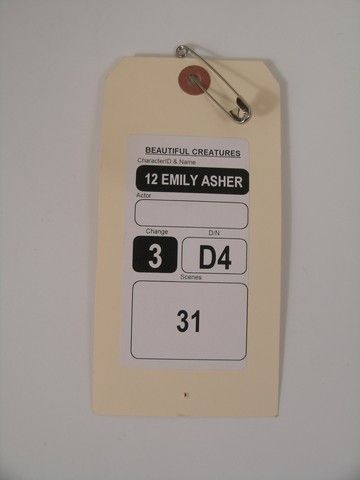 BEAUTIFUL CREATURES
CharacterID & Name
12 EMILY ASHER
Actor
Change D/N
3 D4
Scenes
31